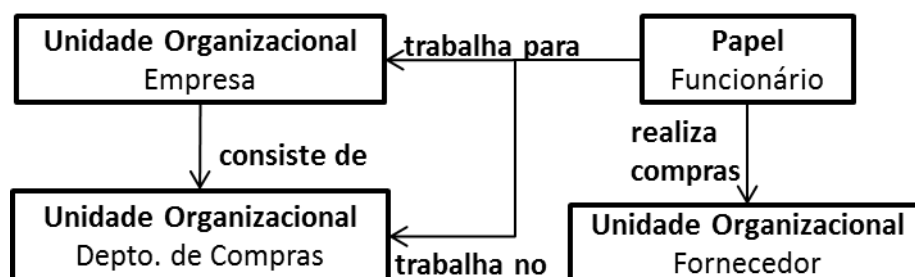 Unidade Organizacional
Empresa
trabalha para
Papel
Funcionário
consiste de
realiza
compras
Unidade Organizacional
Depto. de Compras
trabalha no
Unidade Organizacional
Fornecedor